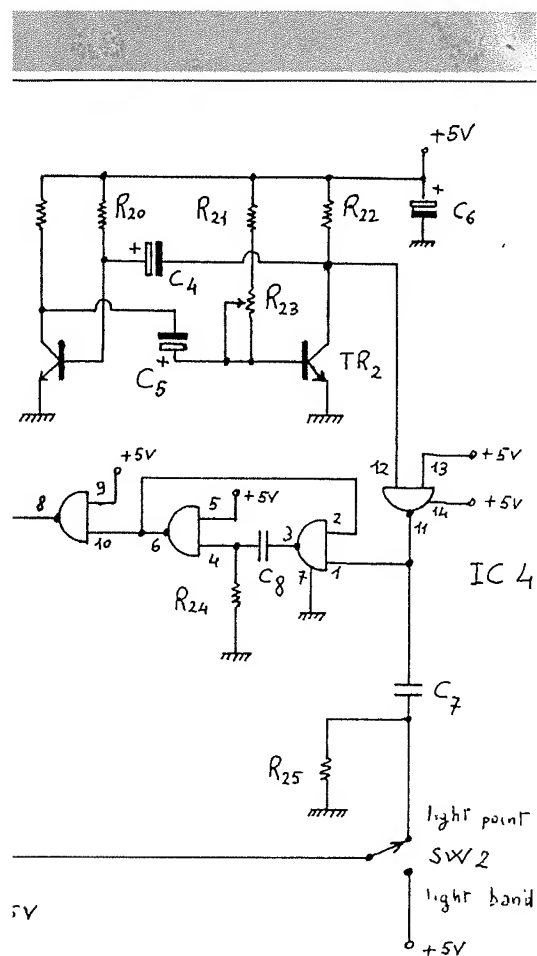 +5V
R20
R21
R22
+
C6
+
C4
R23
C5
+
TR2
12
13
+5V
14
+5V
11
8
9
+5V
10
6
5
+5V
4
3
2
C8
7
1
IC 4
R24
C7
R25
light point
SW2
light band
5V
+5V